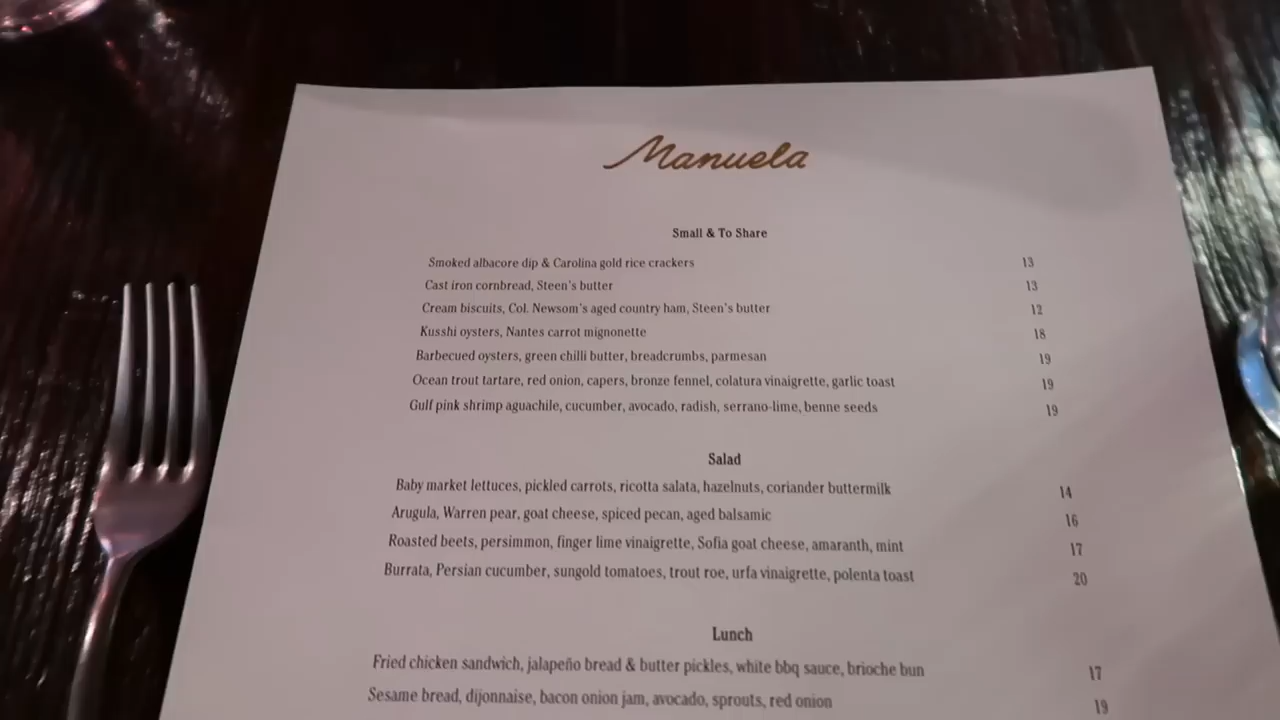 Manuela
Small & To Share
Smoked albacore dip & Carolina gold rice crackers 13
Cast iron cornbread, Steen's butter 13
Cream biscuits, Col. Newsom's aged country ham, Steen's butter 12
Kusshi oysters, Nantes carrot mignonette 18
Barbecued oysters, green chilli butter, breadcrumbs, parmesan 19
Ocean trout tartare, red onion, capers, bronze fennel, colatura vinaigrette, garlic toast 19
Gulf pink shrimp aguachile, cucumber, avocado, radish, serrano-lime, benne seeds 19
Salad
Baby market lettuces, pickled carrots, ricotta salata, hazelnuts, coriander buttermilk 14
Arugula, Warren pear, goat cheese, spiced pecan, aged balsamic 16
Roasted beets, persimmon, finger lime vinaigrette, Sofia goat cheese, amaranth, mint 17
Burrata, Persian cucumber, sungold tomatoes, trout roe, urfa vinaigrette, polenta toast 20
Lunch
Fried chicken sandwich, jalapeño bread & butter pickles, white bbq sauce, brioche bun 17
Sesame bread, dijonnaise, bacon onion jam, avocado, sprouts, red onion 19